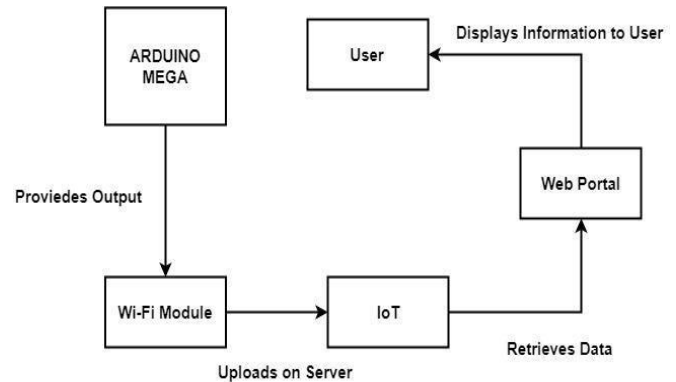 ARDUINO
MEGA
User
Displays Information to User
Web Portal
Proviedes Output
Wi-Fi Module
IoT
Retrieves Data
Uploads on Server